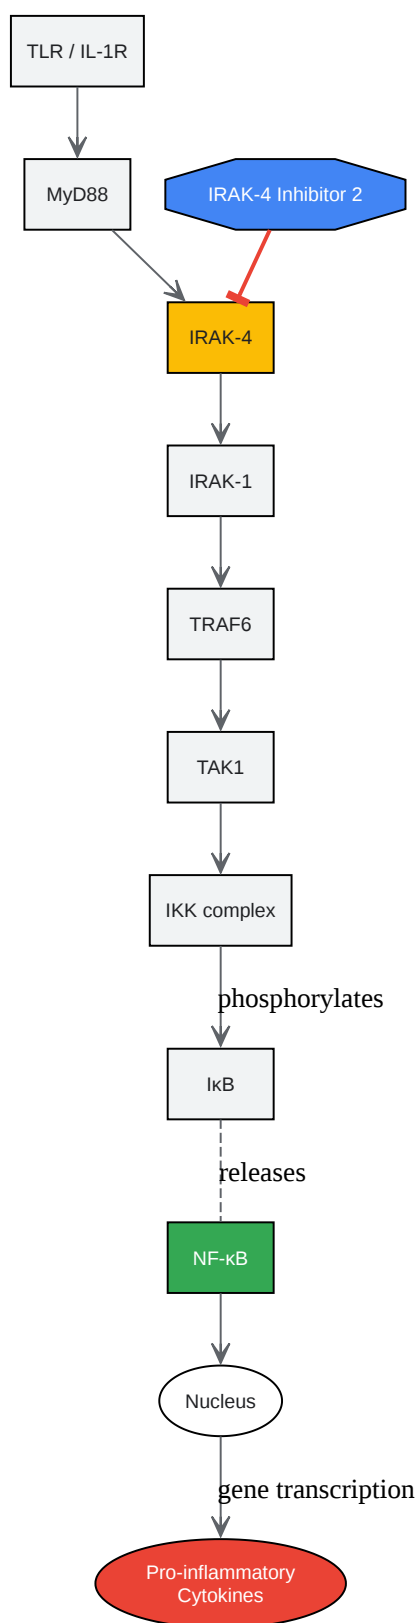 TLR / IL-1R
MyD88
IRAK-4 Inhibitor 2
IRAK-4
IRAK-1
TRAF6
TAK1
IKK complex
phosphorylates
IκB
releases
NF-κB
Nucleus
gene transcription
Pro-inflammatory
Cytokines